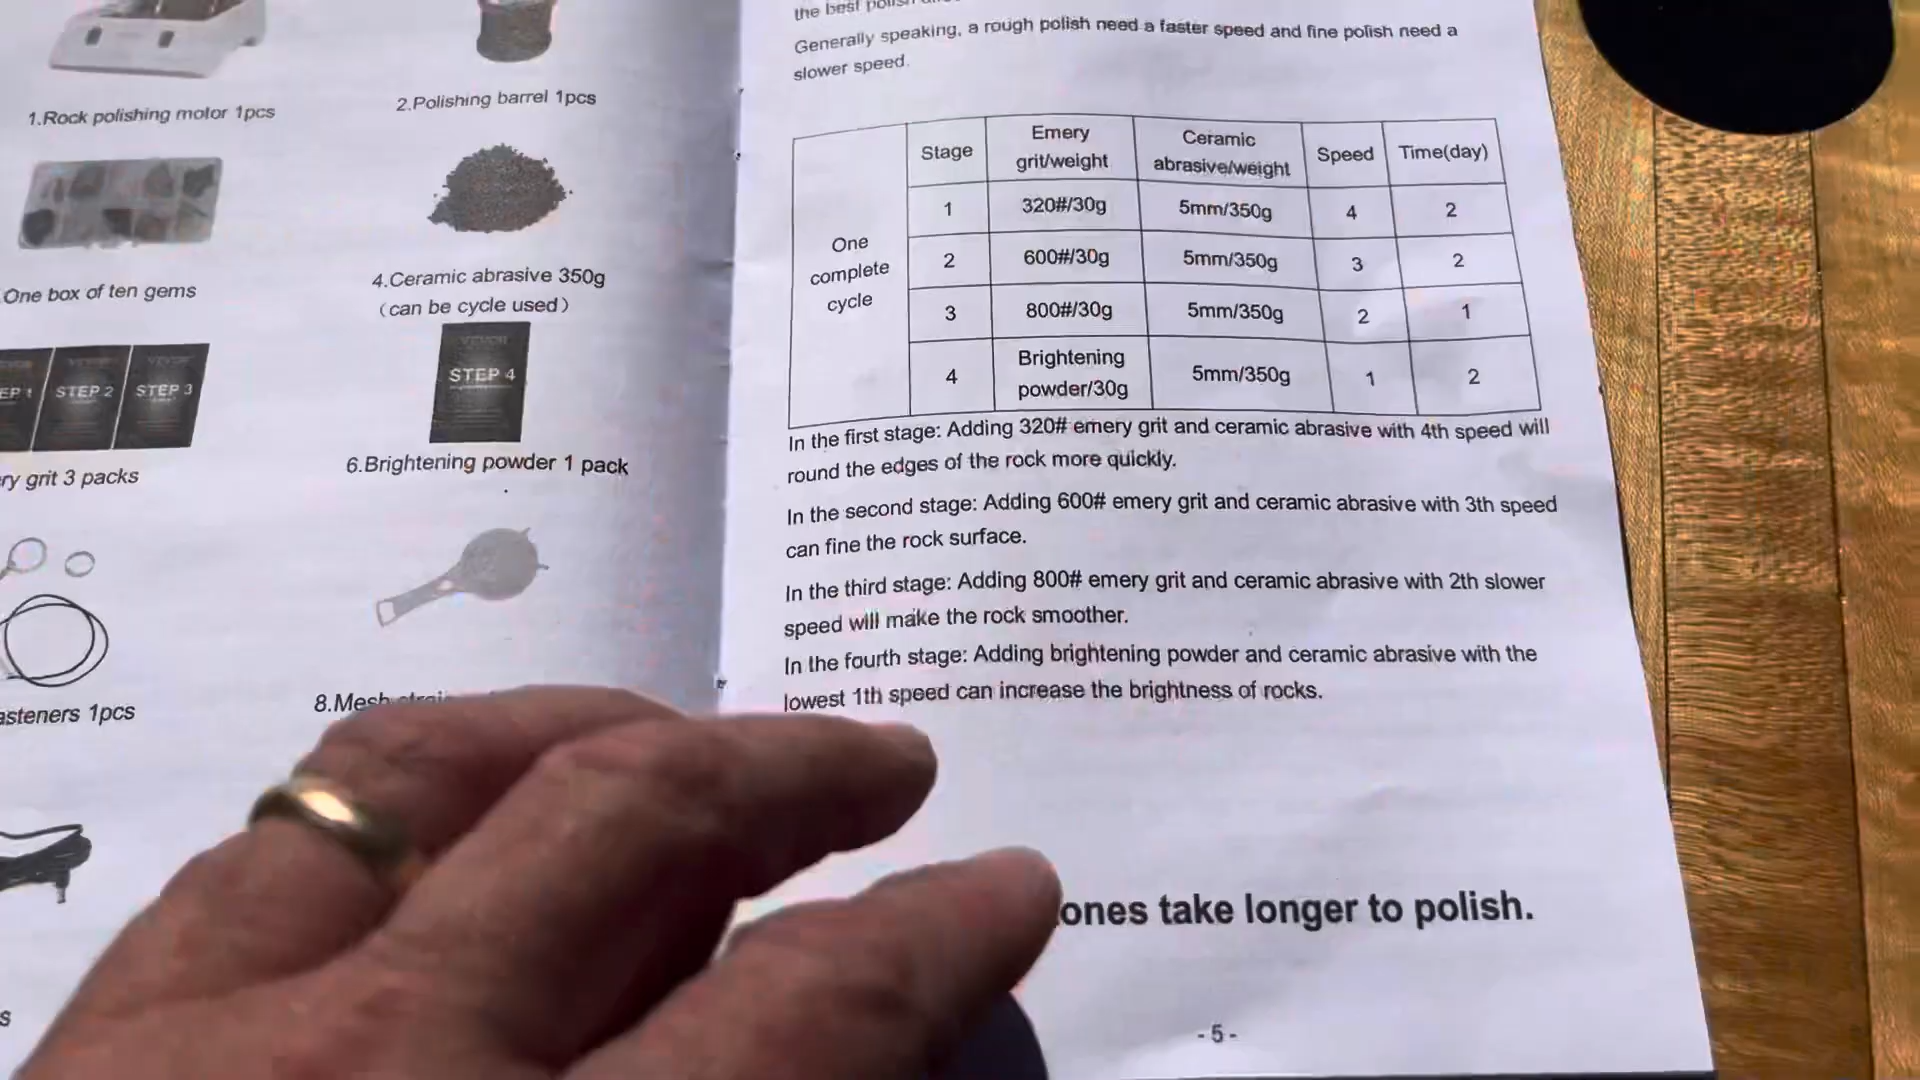 1.Rock polishing motor 1pcs
2.Polishing barrel 1pcs
One box of ten gems
4.Ceramic abrasive 350g
（can be cycle used）
STEP 2
STEP 3
STEP 4
grit 3 packs
6.Brightening powder 1 pack
1pcs
the best polish
Generally speaking, a rough polish need a faster speed and fine polish need a
slower speed.
One
complete
cycle
Stage
Emery
grit/weight
Ceramic
abrasive/weight
Speed
Time(day)
1
320#/30g
5mm/350g
4
2
2
600#/30g
5mm/350g
3
2
3
800#/30g
5mm/350g
2
1
4
Brightening
powder/30g
5mm/350g
1
2
In the first stage: Adding 320# emery grit and ceramic abrasive with 4th speed will
round the edges of the rock more quickly.
In the second stage: Adding 600# emery grit and ceramic abrasive with 3th speed
can fine the rock surface.
In the third stage: Adding 800# emery grit and ceramic abrasive with 2th slower
speed will make the rock smoother.
In the fourth stage: Adding brightening powder and ceramic abrasive with the
lowest 1th speed can increase the brightness of rocks.
take longer to polish.
- 5 -